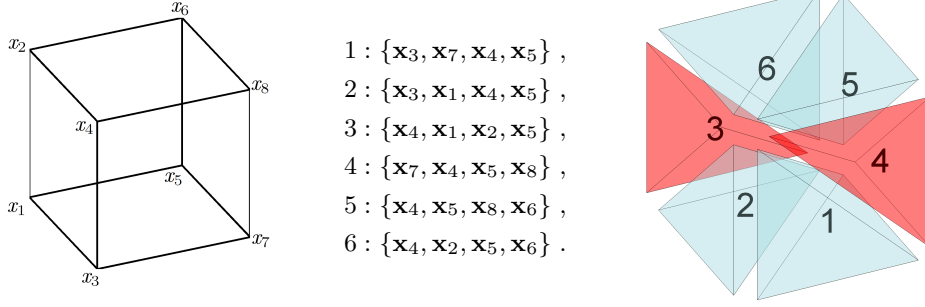 x₆
x₂
x₈
x₄
x₅
x₁
x₇
x₃
1 : {x₃, x₇, x₄, x₅} ,
2 : {x₃, x₁, x₄, x₅} ,
3 : {x₄, x₁, x₂, x₅} ,
4 : {x₇, x₄, x₅, x₈} ,
5 : {x₄, x₅, x₈, x₆} ,
6 : {x₄, x₂, x₅, x₆} .
6
5
3
4
2
1